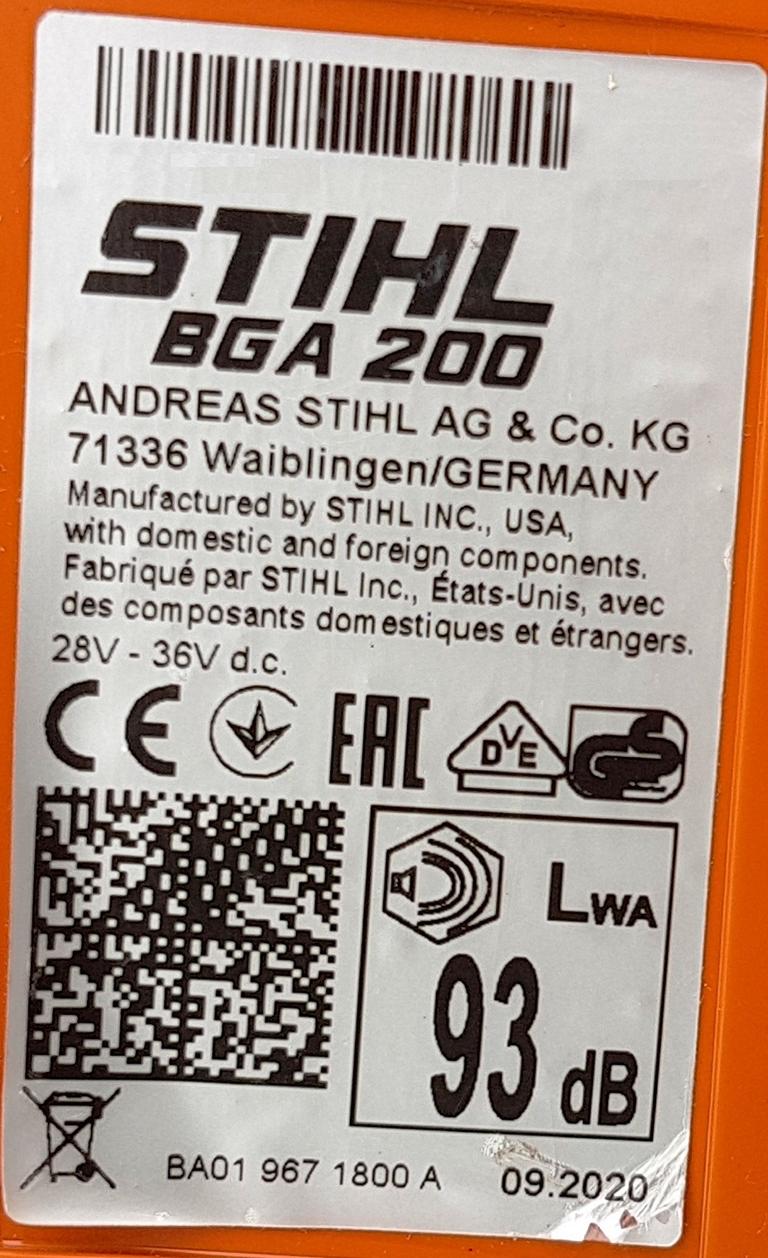 STIHL
BGA 200
ANDREAS STIHL AG & Co. KG
71336 Waiblingen/GERMANY
Manufactured by STIHL INC., USA,
with domestic and foreign components.
Fabriqué par STIHL Inc., États-Unis, avec
des composants domestiques et étrangers.
28V - 36V d.c.
CE EAC DVE GS
LWA
93 dB
BA01 967 1800 A 09.2020